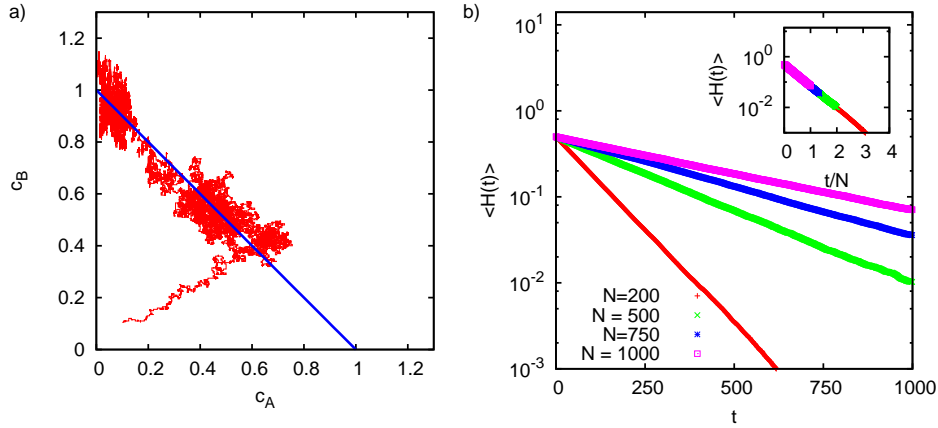 a)
1.2
1
0.8
0.6
0.4
0.2
0
c_B
0 0.2 0.4 0.6 0.8 1 1.2
c_A
b)
10^1
10^0
10^-1
10^-2
10^-3
<H(t)>
0 250 500 750 1000
t
N=200
N = 500
N=750
N = 1000
10^0
10^-2
<H(t)>
0 1 2 3 4
t/N